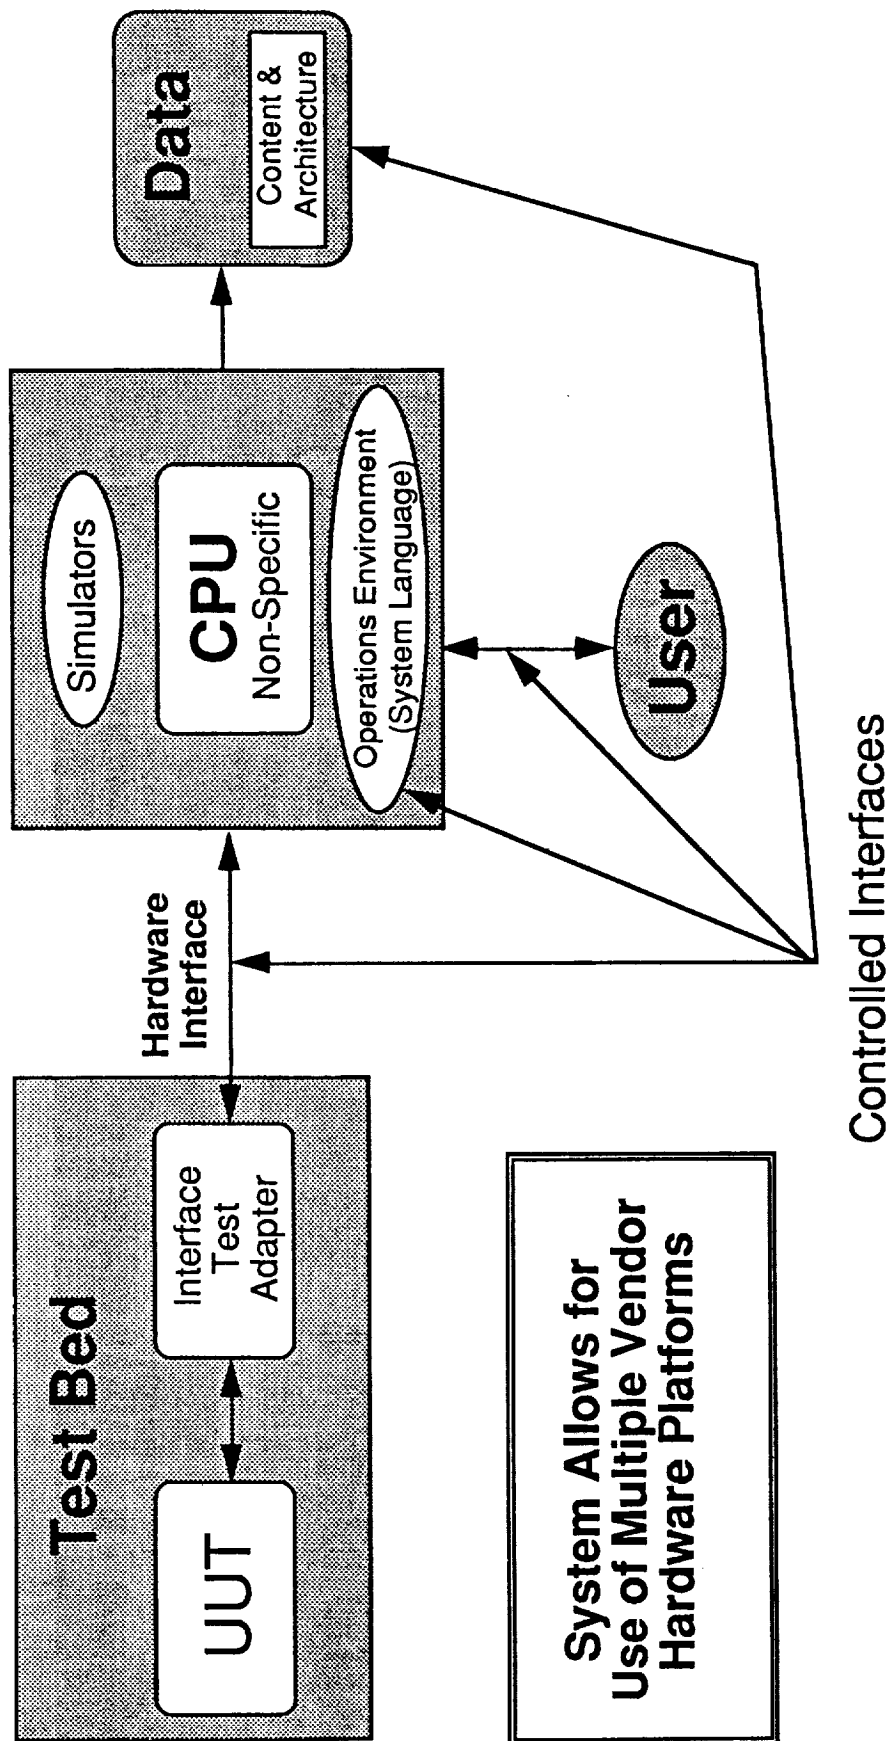 Test Bed
UUT
Interface
Test
Adapter
Hardware
Interface
Simulators
CPU
Non-Specific
Operations Environment
(System Language)
Data
Content &
Architecture
User
System Allows for
Use of Multiple Vendor
Hardware Platforms
Controlled Interfaces